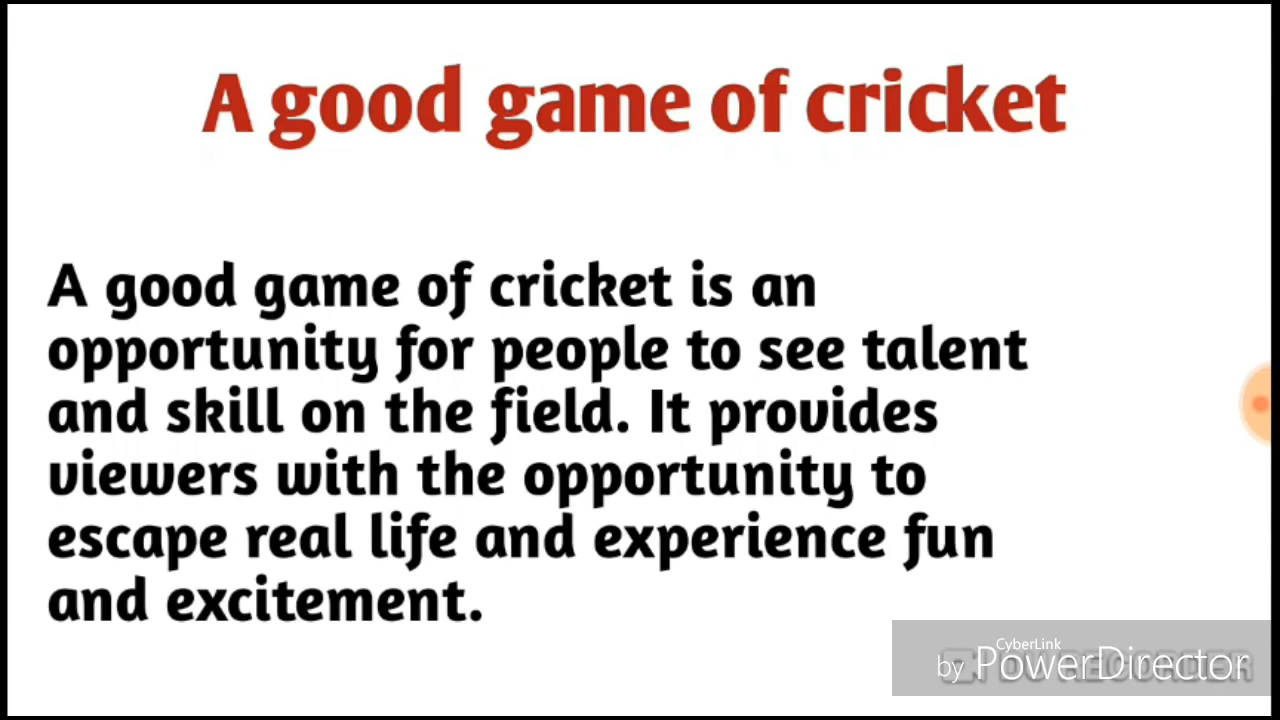 A good game of cricket
A good game of cricket is an
opportunity for people to see talent
and skill on the field. It provides
viewers with the opportunity to
escape real life and experience fun
and excitement.
CyberLink
by PowerDirector